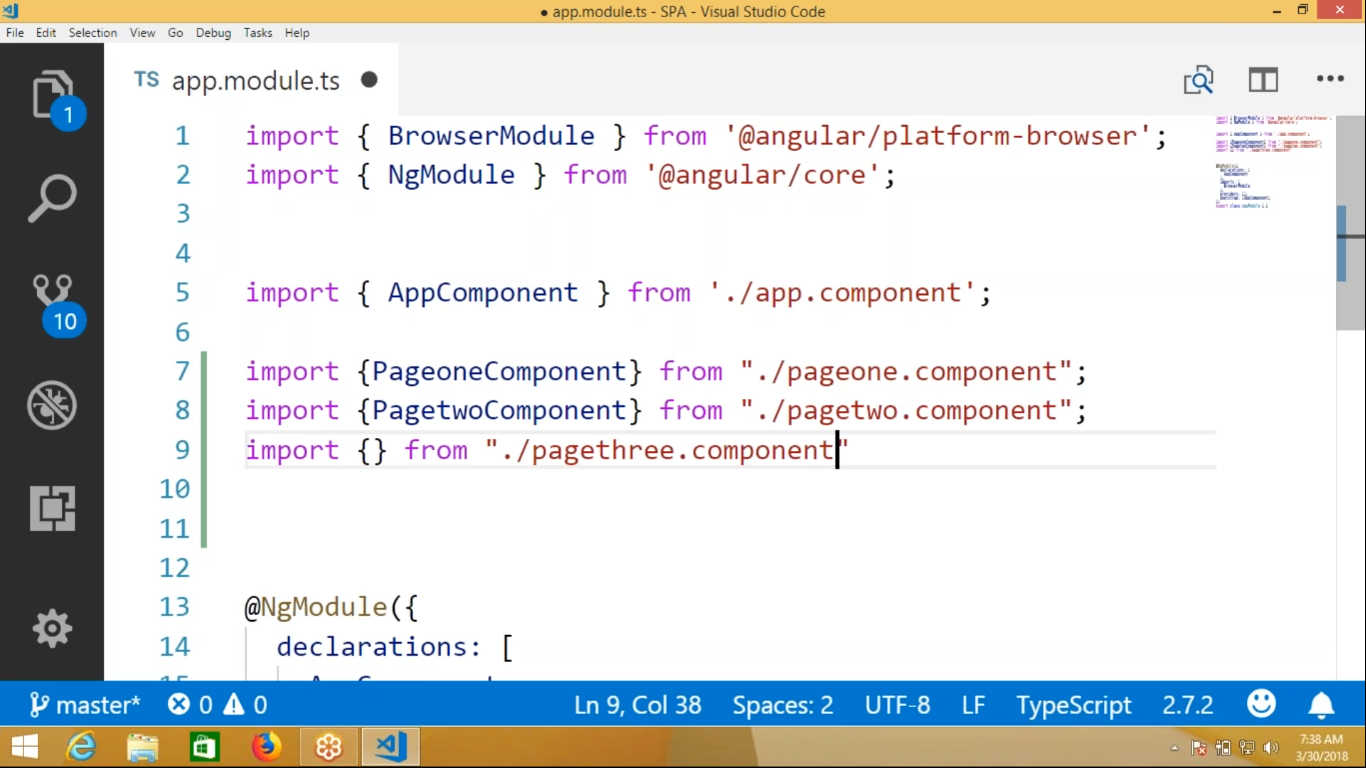 ● app.module.ts - SPA - Visual Studio Code
File Edit Selection View Go Debug Tasks Help
1
TS app.module.ts ●
1 import { BrowserModule } from '@angular/platform-browser';
2 import { NgModule } from '@angular/core';
3
4
5 import { AppComponent } from './app.component';
6
7 import {PageoneComponent} from "./pageone.component";
8 import {PagetwoComponent} from "./pagetwo.component";
9 import {} from "./pagethree.component"
10
11
12
13 @NgModule({
14 declarations: [
10
master* 0 0 Ln 9, Col 38 Spaces: 2 UTF-8 LF TypeScript 2.7.2
7:38 AM
3/30/2018